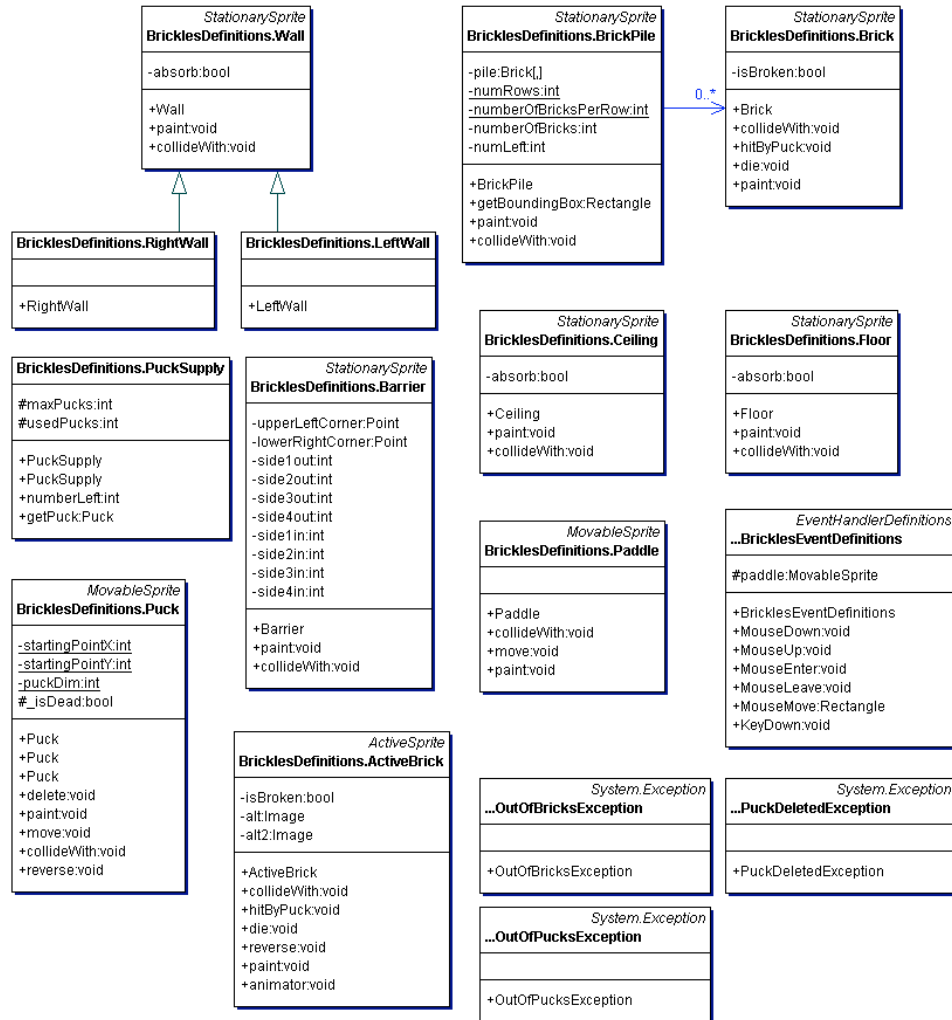 StationarySprite
BricklesDefinitions.Wall
-absorb:bool
+Wall
+paint:void
+collideWith:void
StationarySprite
BricklesDefinitions.BrickPile
-pile:Brick[,]
-numRows:int
-numberOfBricksPerRow:int
-numberOfBricks:int
-numLeft:int
+BrickPile
+getBoundingBox:Rectangle
+paint:void
+collideWith:void
0..*
StationarySprite
BricklesDefinitions.Brick
-isBroken:bool
+Brick
+collideWith:void
+hitByPuck:void
+die:void
+paint:void
BricklesDefinitions.RightWall
+RightWall
BricklesDefinitions.LeftWall
+LeftWall
StationarySprite
BricklesDefinitions.Ceiling
-absorb:bool
+Ceiling
+paint:void
+collideWith:void
StationarySprite
BricklesDefinitions.Floor
-absorb:bool
+Floor
+paint:void
+collideWith:void
BricklesDefinitions.PuckSupply
#maxPucks:int
#usedPucks:int
+PuckSupply
+PuckSupply
+numberLeft:int
+getPuck:Puck
StationarySprite
BricklesDefinitions.Barrier
-upperLeftCorner:Point
-lowerRightCorner:Point
-side1out:int
-side2out:int
-side3out:int
-side4out:int
-side1in:int
-side2in:int
-side3in:int
-side4in:int
+Barrier
+paint:void
+collideWith:void
MovableSprite
BricklesDefinitions.Paddle
+Paddle
+collideWith:void
+move:void
+paint:void
EventHandlerDefinitions
...BricklesEventDefinitions
#paddle:MovableSprite
+BricklesEventDefinitions
+MouseDown:void
+MouseUp:void
+MouseEnter:void
+MouseLeave:void
+MouseMove:Rectangle
+KeyDown:void
MovableSprite
BricklesDefinitions.Puck
-startingPointX:int
-startingPointY:int
-puckDim:int
#_isDead:bool
+Puck
+Puck
+Puck
+delete:void
+paint:void
+move:void
+collideWith:void
+reverse:void
ActiveSprite
BricklesDefinitions.ActiveBrick
-isBroken:bool
-alt:Image
-alt2:Image
+ActiveBrick
+collideWith:void
+hitByPuck:void
+die:void
+reverse:void
+paint:void
+animator:void
System.Exception
...OutOfBricksException
+OutOfBricksException
System.Exception
...PuckDeletedException
+PuckDeletedException
System.Exception
...OutOfPucksException
+OutOfPucksException